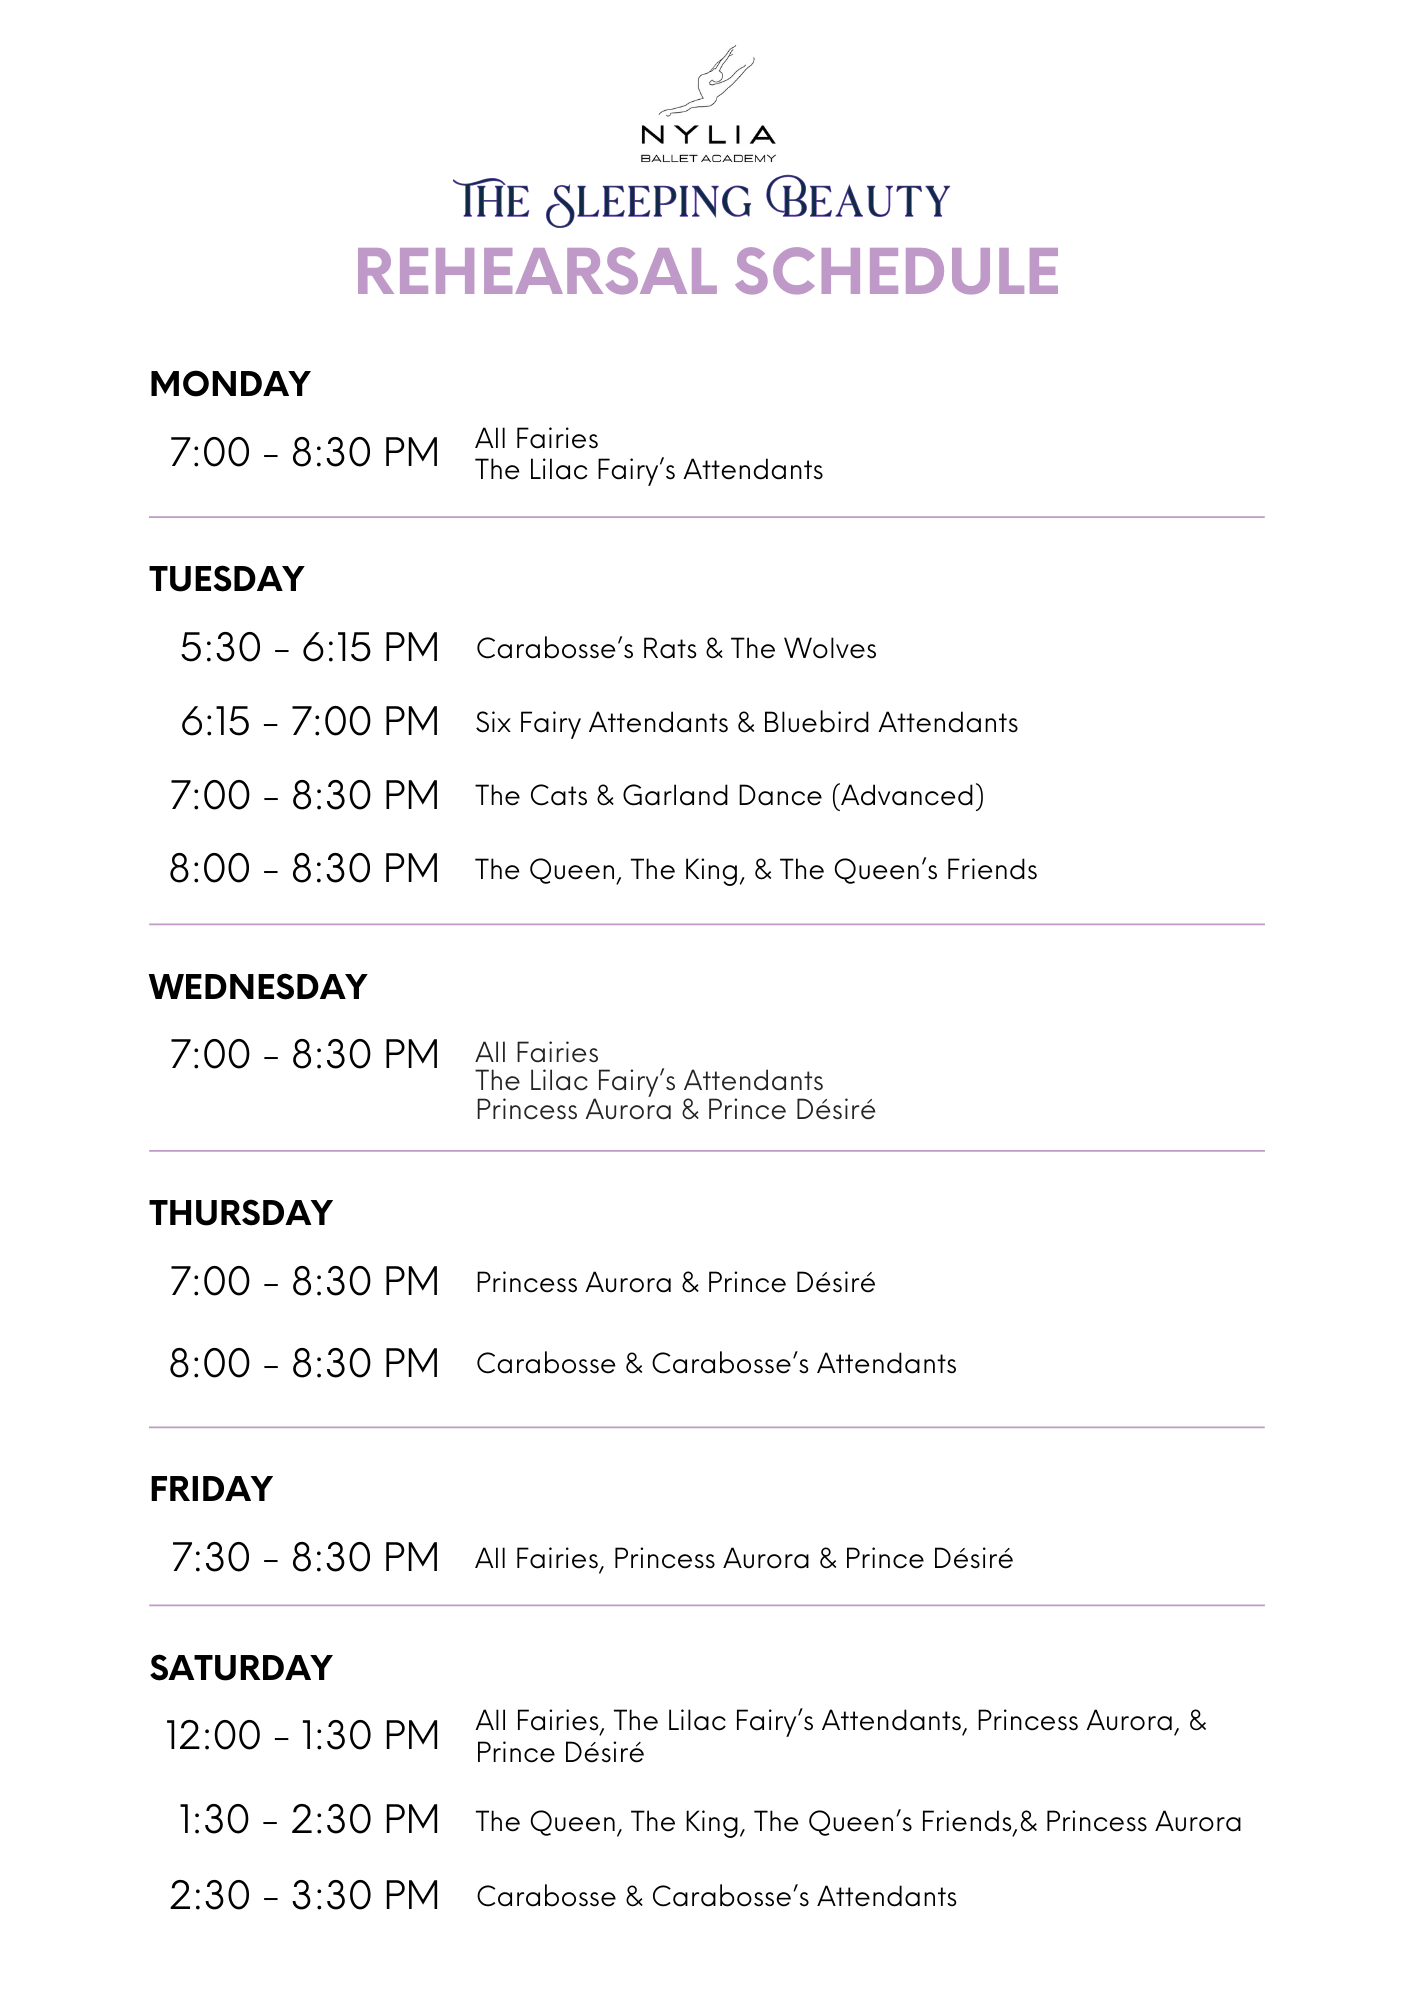 NYLIA
BALLET ACADEMY
THE SLEEPING BEAUTY
REHEARSAL SCHEDULE
MONDAY
7:00 - 8:30 PM
All Fairies
The Lilac Fairy's Attendants
TUESDAY
5:30 - 6:15 PM
Carabosse's Rats & The Wolves
6:15 - 7:00 PM
Six Fairy Attendants & Bluebird Attendants
7:00 - 8:30 PM
The Cats & Garland Dance (Advanced)
8:00 - 8:30 PM
The Queen, The King, & The Queen's Friends
WEDNESDAY
7:00 - 8:30 PM
All Fairies
The Lilac Fairy's Attendants
Princess Aurora & Prince Désiré
THURSDAY
7:00 - 8:30 PM
Princess Aurora & Prince Désiré
8:00 - 8:30 PM
Carabosse & Carabosse's Attendants
FRIDAY
7:30 - 8:30 PM
All Fairies, Princess Aurora & Prince Désiré
SATURDAY
12:00 - 1:30 PM
All Fairies, The Lilac Fairy's Attendants, Princess Aurora, &
Prince Désiré
1:30 - 2:30 PM
The Queen, The King, The Queen's Friends,& Princess Aurora
2:30 - 3:30 PM
Carabosse & Carabosse's Attendants